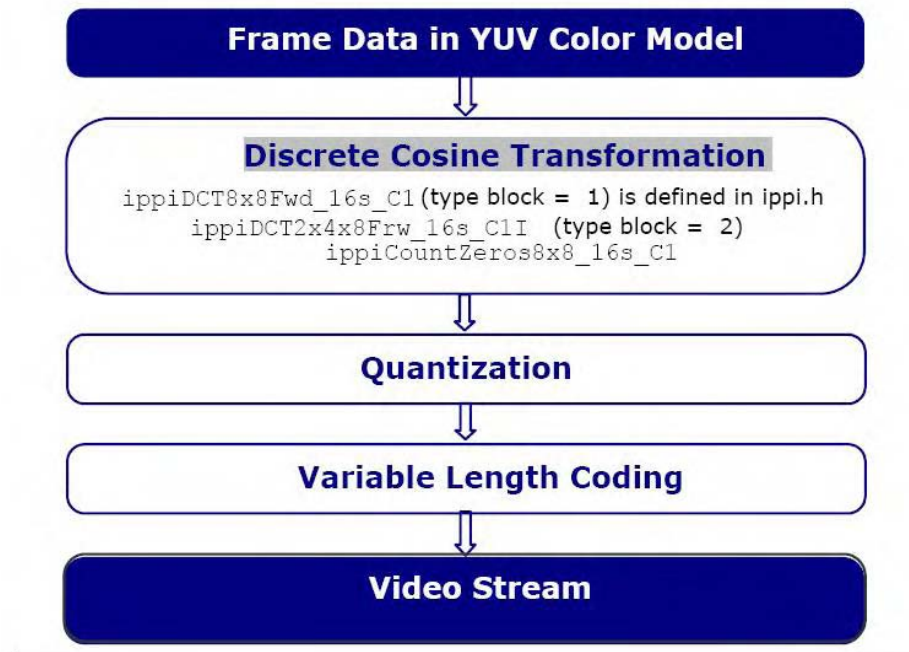 Frame Data in YUV Color Model
Discrete Cosine Transformation
ippiDCT8x8Fwd_16s_C1 (type block = 1) is defined in ippi.h
ippiDCT2x4x8Frw_16s_C1I (type block = 2)
ippiCountZeros8x8_16s_C1
Quantization
Variable Length Coding
Video Stream